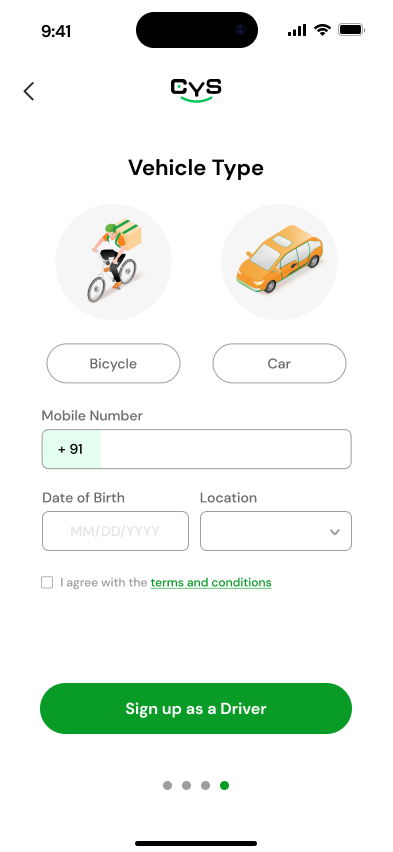 9:41
CYS
Vehicle Type
Bicycle
Car
Mobile Number
+ 91
Date of Birth
Location
MM/DD/YYYY
I agree with the terms and conditions
Sign up as a Driver